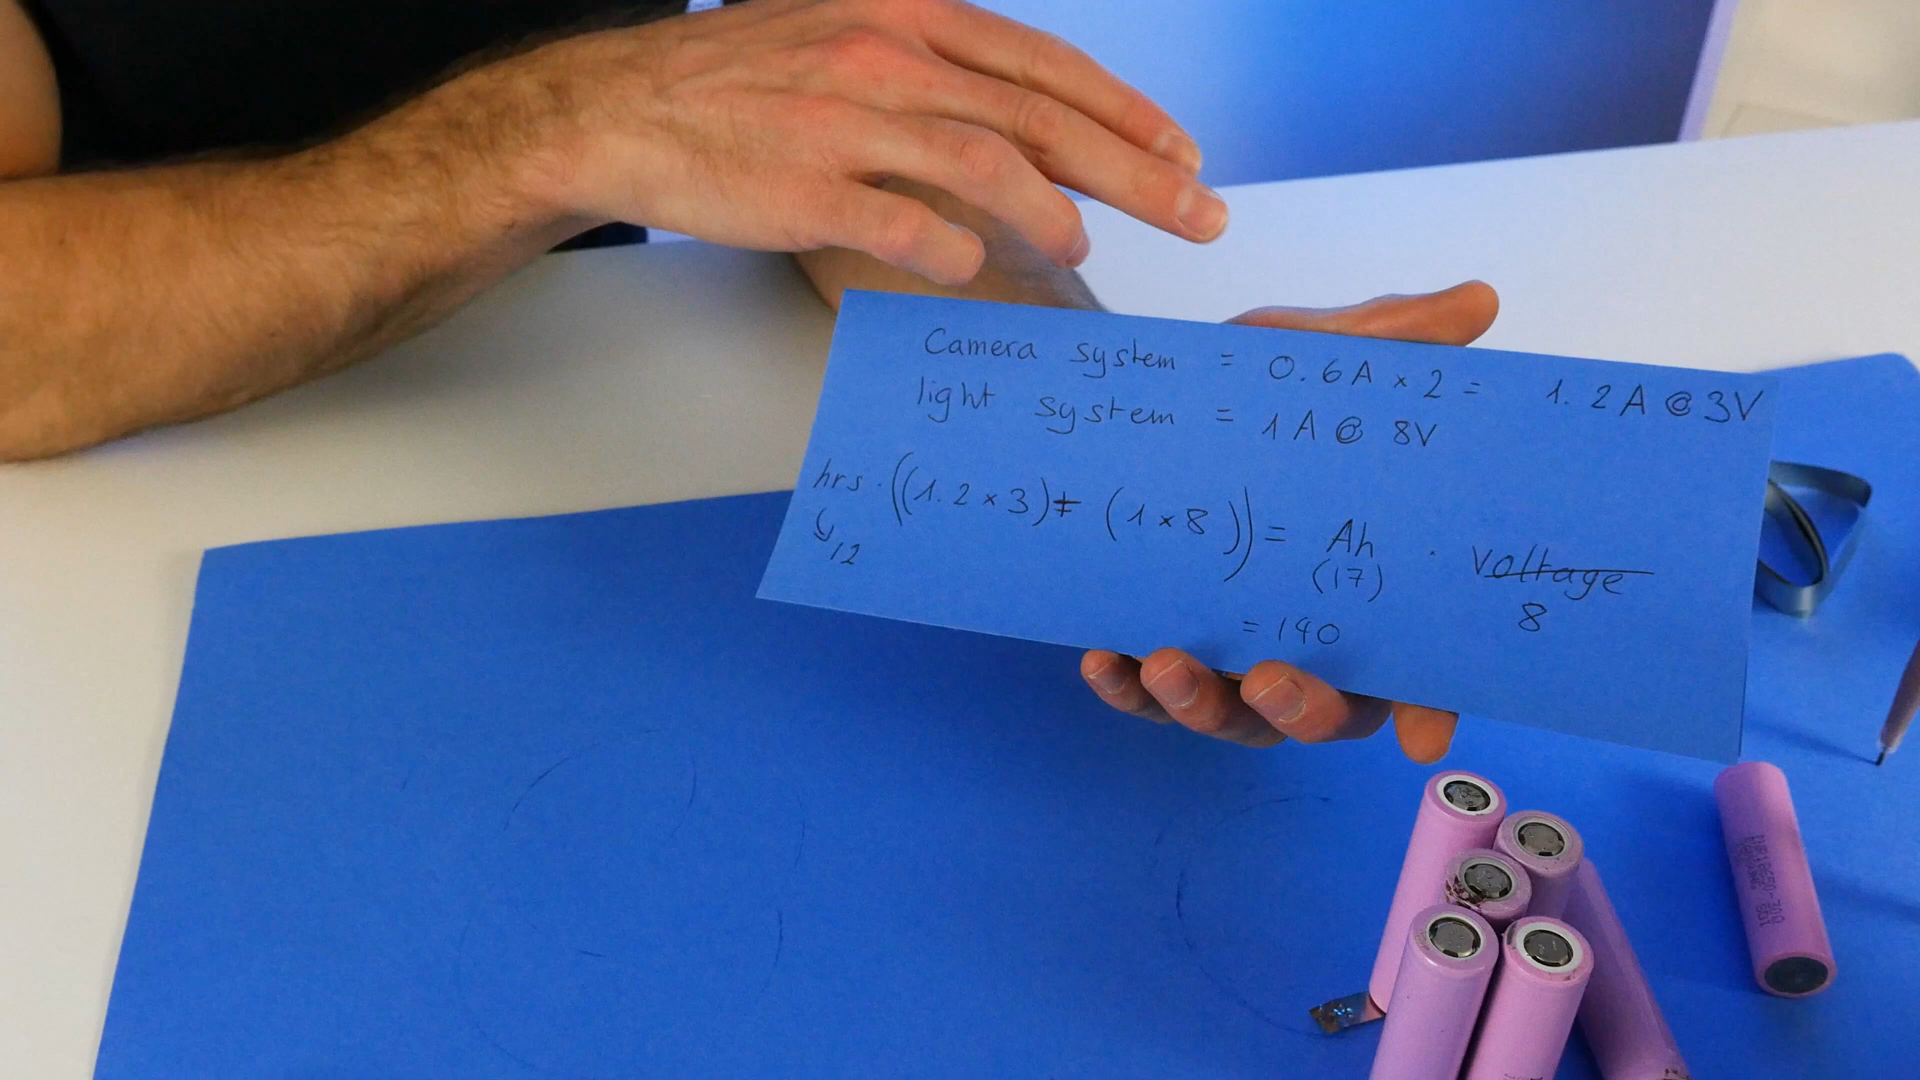 Camera system = 0.6A × 2 = 1.2A @ 3V
light system = 1A @ 8V
hrs · ((1.2 × 3) + (1 × 8)) = Ah · voltage
12 (17) 8
= 140